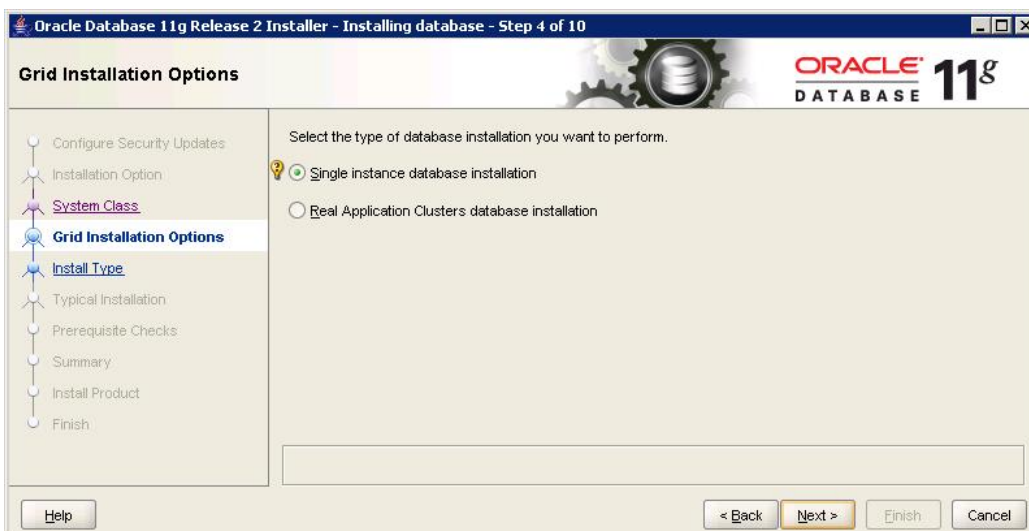 Oracle Database 11g Release 2 Installer - Installing database - Step 4 of 10
Grid Installation Options
ORACLE
DATABASE
11g
Configure Security Updates
Installation Option
System Class
Grid Installation Options
Install Type
Typical Installation
Prerequisite Checks
Summary
Install Product
Finish
Select the type of database installation you want to perform.
Single instance database installation
Real Application Clusters database installation
Help
< Back
Next >
Finish
Cancel